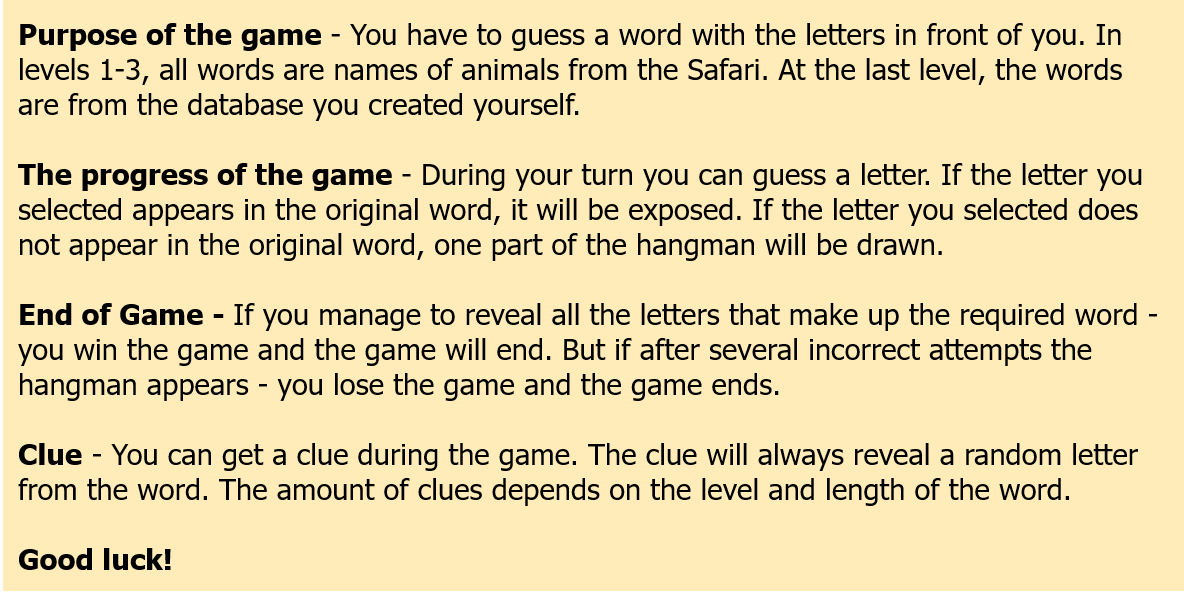 Purpose of the game - You have to guess a word with the letters in front of you. In
levels 1-3, all words are names of animals from the Safari. At the last level, the words
are from the database you created yourself.
The progress of the game - During your turn you can guess a letter. If the letter you
selected appears in the original word, it will be exposed. If the letter you selected does
not appear in the original word, one part of the hangman will be drawn.
End of Game - If you manage to reveal all the letters that make up the required word -
you win the game and the game will end. But if after several incorrect attempts the
hangman appears - you lose the game and the game ends.
Clue - You can get a clue during the game. The clue will always reveal a random letter
from the word. The amount of clues depends on the level and length of the word.
Good luck!